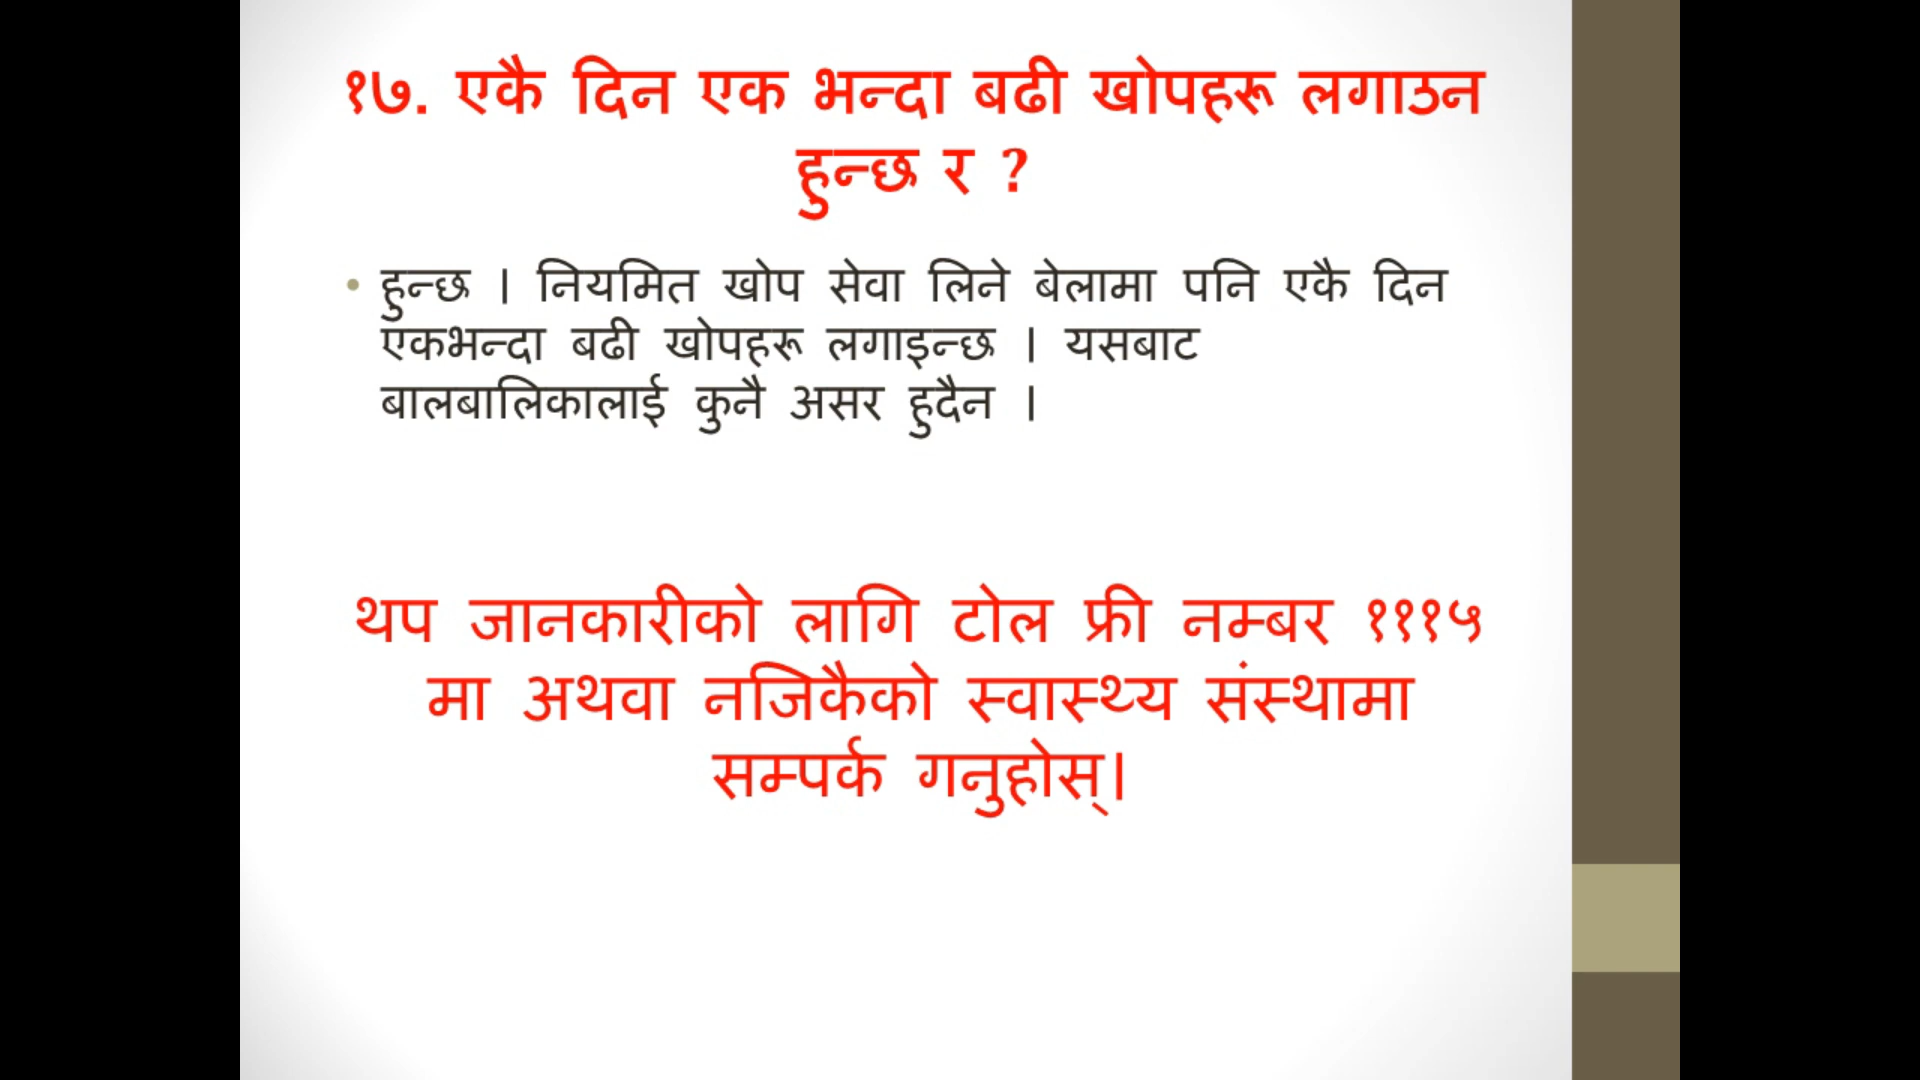 १७. एकै दिन एक भन्दा बढी खोपहरू लगाउन
हुन्छ र ?
• हुन्छ । नियमित खोप सेवा लिने बेलामा पनि एकै दिन
एकभन्दा बढी खोपहरू लगाइन्छ । यसबाट
बालबालिकालाई कुनै असर हुदैन ।
थप जानकारीको लागि टोल फ्री नम्बर १११५
मा अथवा नजिकैको स्वास्थ्य संस्थामा
सम्पर्क गनुहोस्।